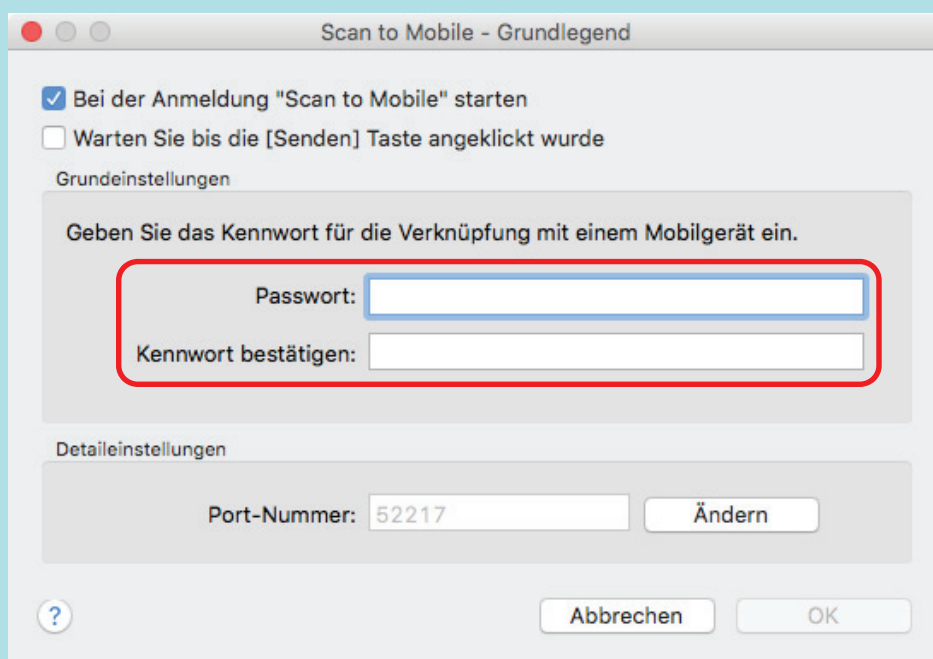 Scan to Mobile - Grundlegend
Bei der Anmeldung "Scan to Mobile" starten
Warten Sie bis die [Senden] Taste angeklickt wurde
Grundeinstellungen
Geben Sie das Kennwort für die Verknüpfung mit einem Mobilgerät ein.
Passwort:
Kennwort bestätigen:
Detaileinstellungen
Port-Nummer: 52217 Ändern
? Abbrechen OK